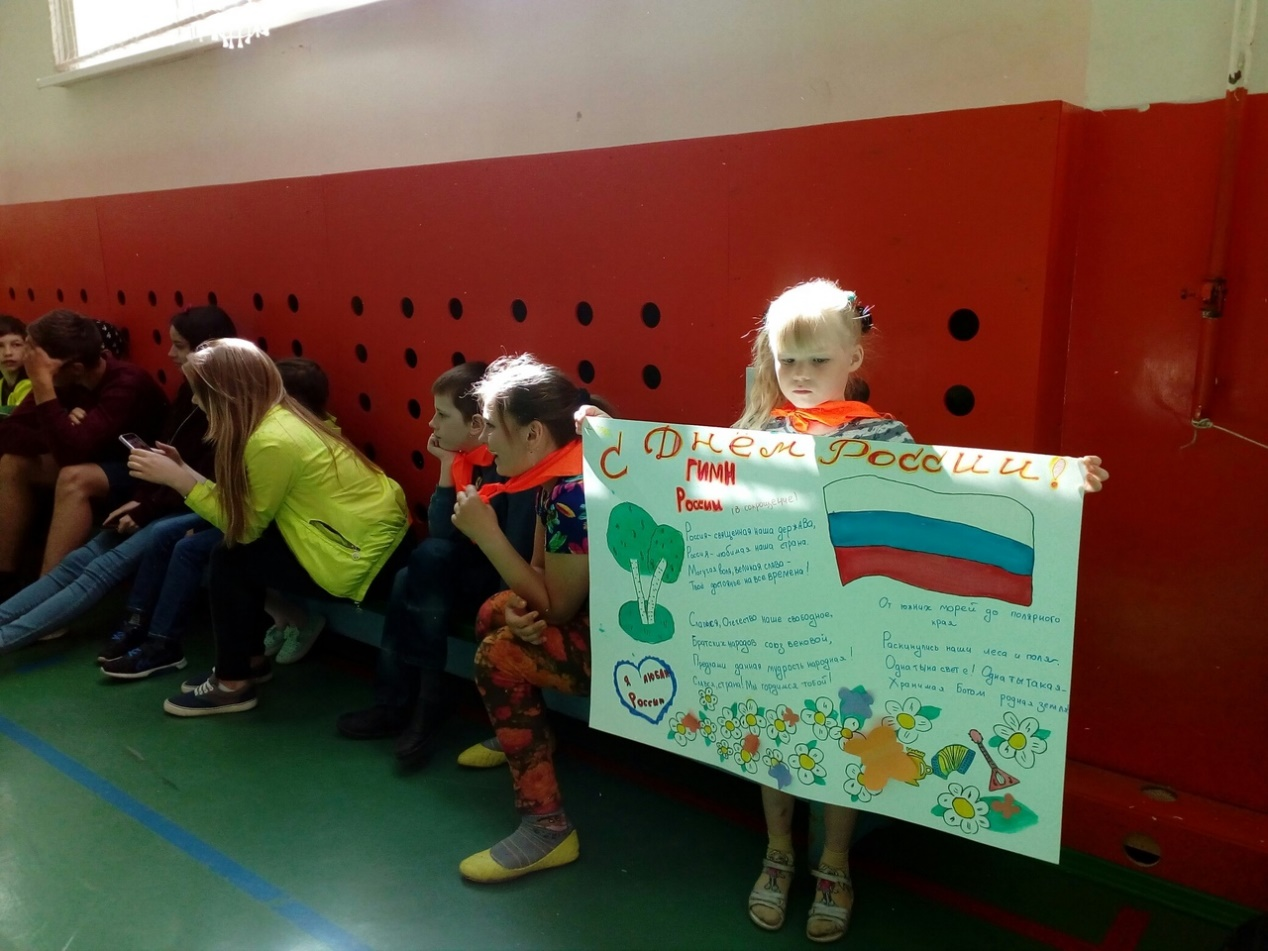 С Днём России!
ГИМН
России
(в сокращение)
Россия - священная наша держава,
Россия - любимая наша страна.
Могучая воля, великая слава -
Твоё достоянье на все времена!
Славься, Отечество наше свободное,
Братских народов союз вековой,
Предками данная мудрость народная!
Славься, страна! Мы гордимся тобой!
От южних морей до полярного
края
Раскинулись наши леса и поля.
Одна ты на свете! Одна ты такая -
Хранимая Богом родная земля
Я ЛЮБЛЮ
Россию